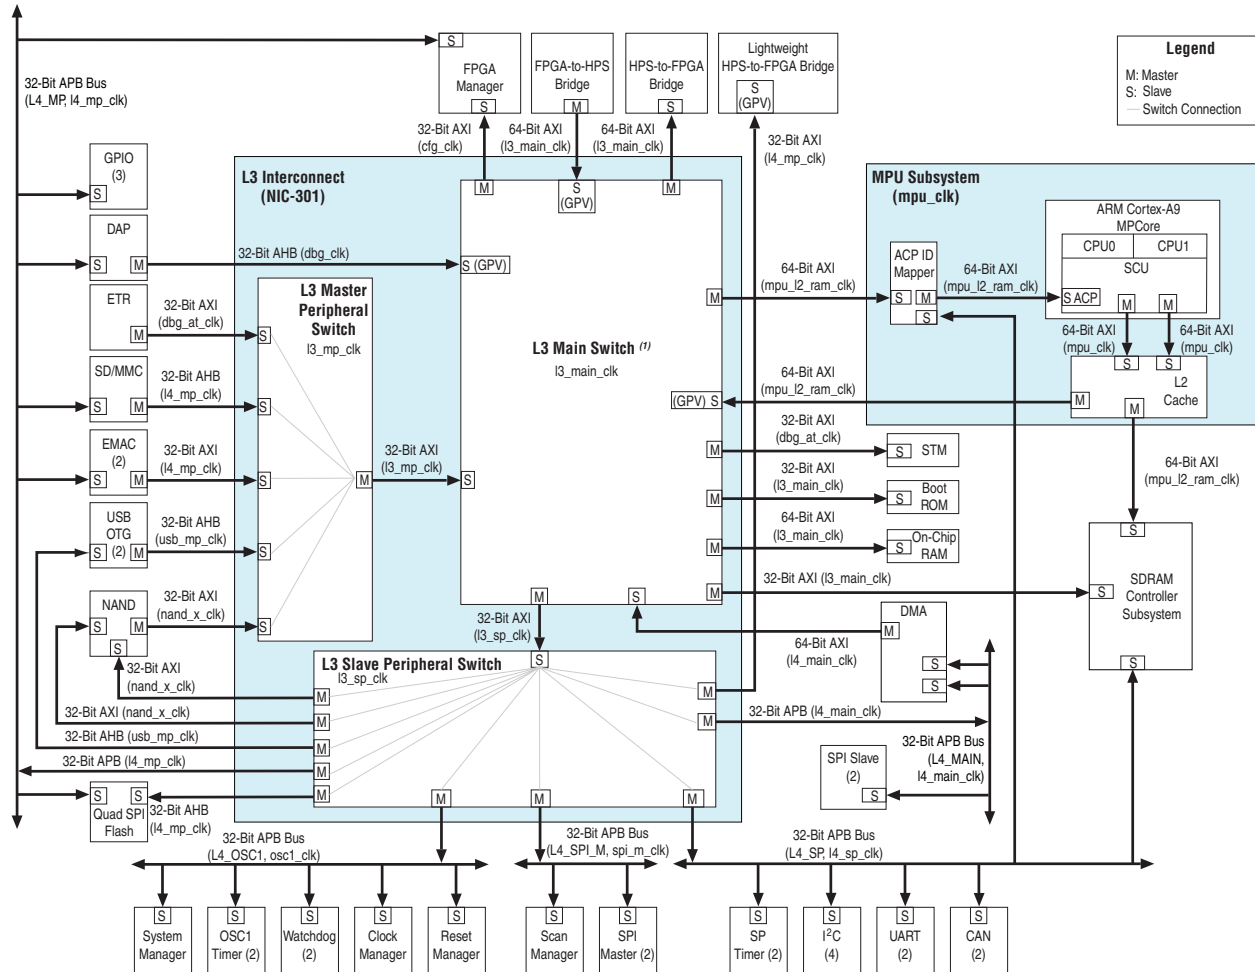 32-Bit APB Bus
(L4_MP, l4_mp_clk)
S
FPGA
Manager
S
FPGA-to-HPS
Bridge
M
HPS-to-FPGA
Bridge
S
Lightweight
HPS-to-FPGA Bridge
S
(GPV)
Legend
M: Master
S: Slave
Switch Connection
32-Bit AXI
(cfg_clk)
64-Bit AXI
(l3_main_clk)
64-Bit AXI
(l3_main_clk)
32-Bit AXI
(l4_mp_clk)
GPIO
(3)
S
DAP
S
M
32-Bit AHB (dbg_clk)
ETR
M
32-Bit AXI
(dbg_at_clk)
SD/MMC
S
M
32-Bit AHB
(l4_mp_clk)
EMAC
(2)
S
M
32-Bit AXI
(l4_mp_clk)
USB
OTG
(2)
S
M
32-Bit AHB
(usb_mp_clk)
NAND
S
M
S
32-Bit AXI
(nand_x_clk)
32-Bit AXI
(nand_x_clk)
32-Bit AXI (nand_x_clk)
32-Bit AHB (usb_mp_clk)
32-Bit APB (l4_mp_clk)
S
S
Quad SPI
Flash
32-Bit AHB
(l4_mp_clk)
L3 Interconnect
(NIC-301)
L3 Master
Peripheral
Switch
l3_mp_clk
S
S
S
S
S
M
32-Bit AXI
(l3_mp_clk)
M
S
(GPV)
M
S (GPV)
S
L3 Main Switch (1)
l3_main_clk
M
(GPV) S
M
M
M
M
M
S
32-Bit AXI
(l3_sp_clk)
L3 Slave Peripheral Switch
l3_sp_clk
S
M
M
M
M
M
M
M
M
M
M
MPU Subsystem
(mpu_clk)
64-Bit AXI
(mpu_l2_ram_clk)
ACP ID
Mapper
S
M
S
64-Bit AXI
(mpu_l2_ram_clk)
ARM Cortex-A9
MPCore
CPU0
CPU1
SCU
S ACP
M
M
64-Bit AXI
(mpu_clk)
64-Bit AXI
(mpu_clk)
S
S
L2
Cache
M
M
64-Bit AXI
(mpu_l2_ram_clk)
32-Bit AXI
(dbg_at_clk)
S
STM
32-Bit AXI
(l3_main_clk)
S
Boot
ROM
64-Bit AXI
(l3_main_clk)
S
On-Chip
RAM
64-Bit AXI
(mpu_l2_ram_clk)
32-Bit AXI (l3_main_clk)
S
S
SDRAM
Controller
Subsystem
S
DMA
M
S
S
64-Bit AXI
(l4_main_clk)
32-Bit APB (l4_main_clk)
32-Bit APB Bus
(L4_MAIN,
l4_main_clk)
SPI Slave
(2)
S
32-Bit APB Bus
(L4_OSC1, osc1_clk)
32-Bit APB Bus
(L4_SPI_M, spi_m_clk)
32-Bit APB Bus
(L4_SP, l4_sp_clk)
S
System
Manager
S
OSC1
Timer (2)
S
Watchdog
(2)
S
Clock
Manager
S
Reset
Manager
S
Scan
Manager
S
SPI
Master (2)
S
SP
Timer (2)
S
I2C
(4)
S
UART
(2)
S
CAN
(2)